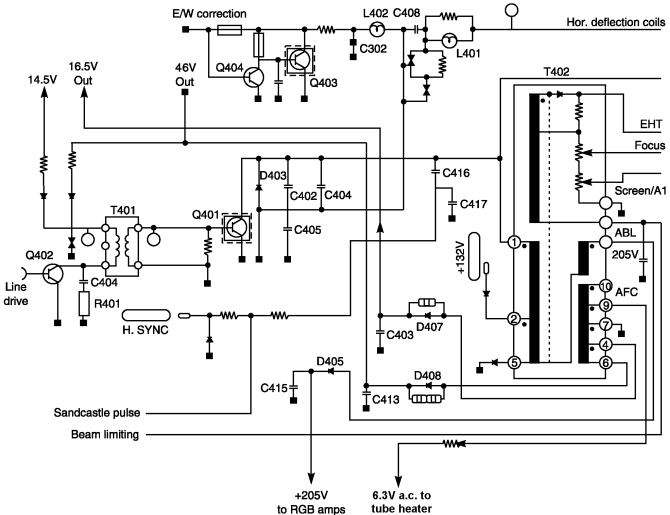 E/W correction
L402
C408
Hor. deflection coils
16.5V
Out
46V
Out
14.5V
Q404
Q403
C302
L401
T402
EHT
Focus
Screen/A1
D403
C416
C402
C404
C417
T401
Q401
C405
ABL
205V
Q402
+132V
1
10
AFC
Line
drive
C404
R401
9
H. SYNC
2
7
C403
D407
4
D405
D408
5
6
C415
C413
Sandcastle pulse
Beam limiting
+205V
to RGB amps
6.3V a.c. to
tube heater